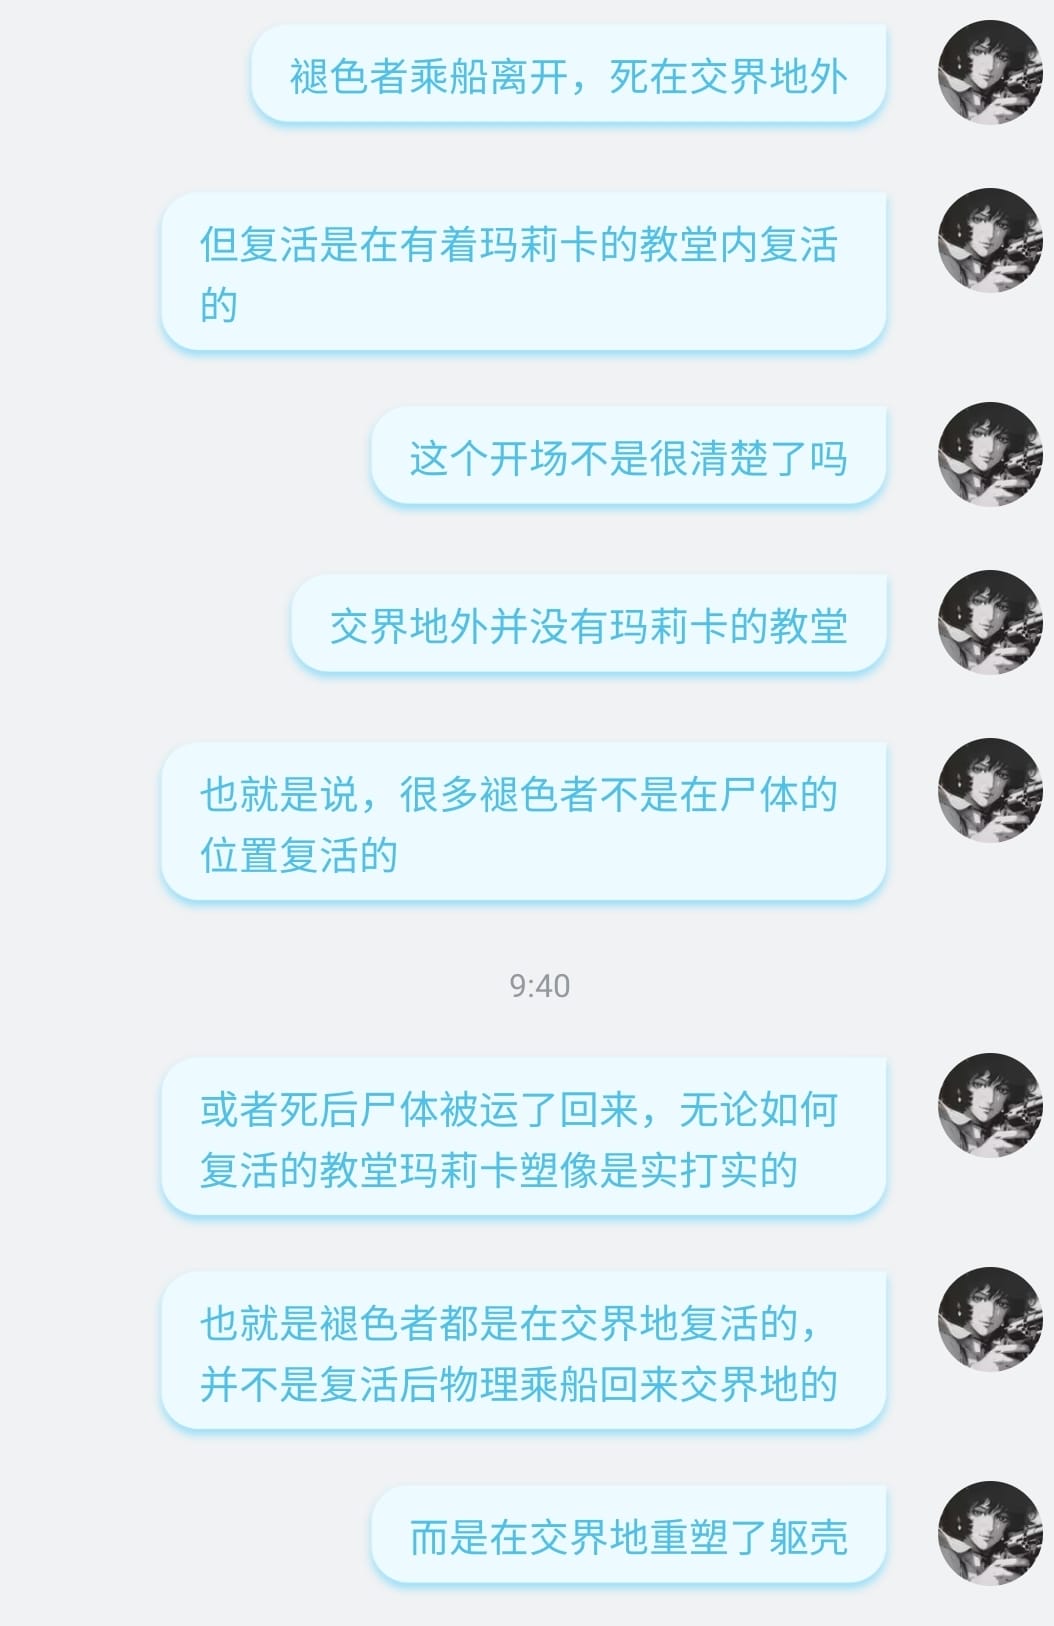 褪色者乘船离开，死在交界地外
但复活是在有着玛莉卡的教堂内复活
的
这个开场不是很清楚了吗
交界地外并没有玛莉卡的教堂
也就是说，很多褪色者不是在尸体的
位置复活的
9:40
或者死后尸体被运了回来，无论如何
复活的教堂玛莉卡塑像是实打实的
也就是褪色者都是在交界地复活的，
并不是复活后物理乘船回来交界地的
而是在交界地重塑了躯壳